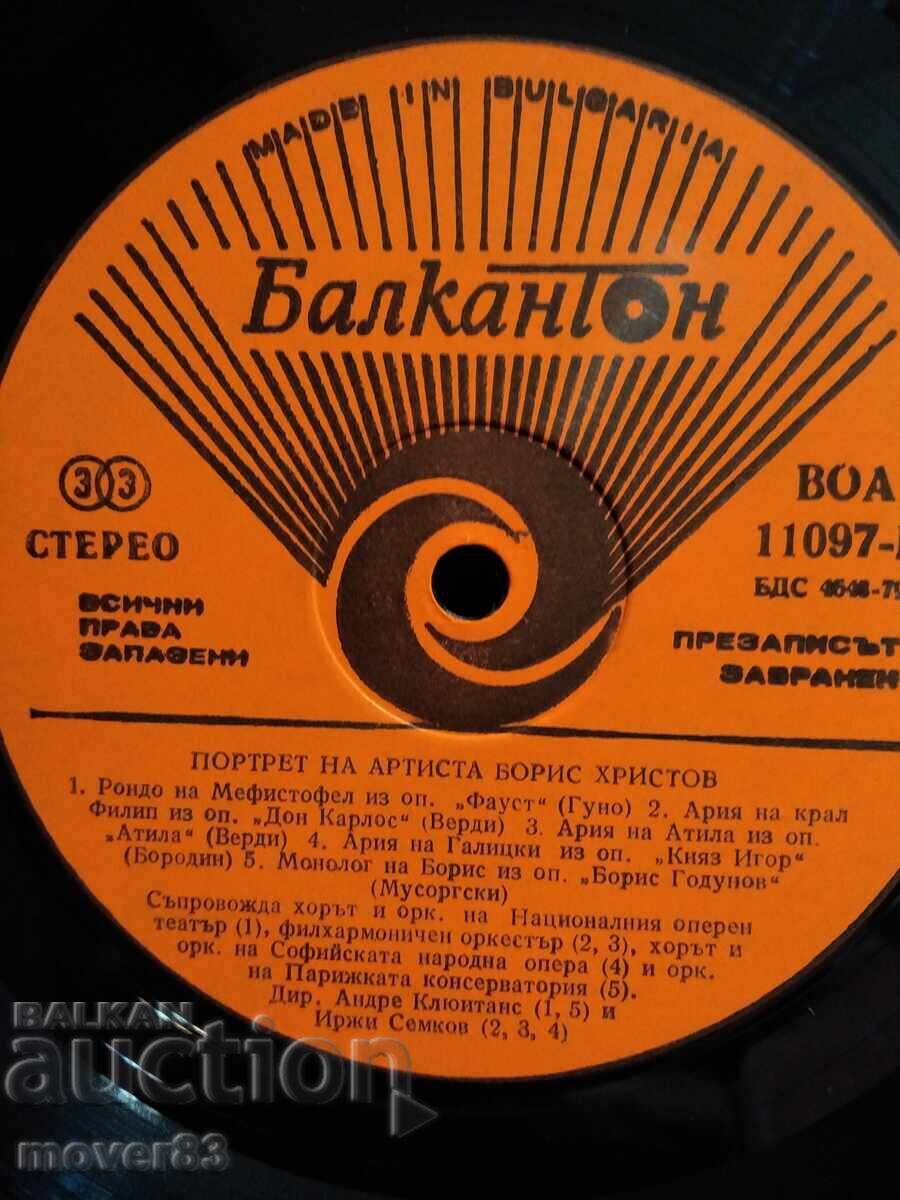 MADE IN BULGARIA
Балкантон
33
СТЕРЕО
ВСИЧКИ
ПРАВА
ЗАПАЗЕНИ
ВОА
11097-
БДС 4648-79
ПРЕЗАПИСЪТ
ЗАБРАНЕН
ПОРТРЕТ НА АРТИСТА БОРИС ХРИСТОВ
1. Рондо на Мефистофел из оп. „Фауст“ (Гуно) 2. Ария на крал
Филип из оп. „Дон Карлос“ (Верди) 3. Ария на Атила из оп.
„Атила“ (Верди) 4. Ария на Галицки из оп. „Княз Игор“
(Бородин) 5. Монолог на Борис из оп. „Борис Годунов“
(Мусоргски)
Съпровожда хорът и орк. на Националния оперен
театър (1), филхармоничен оркестър (2, 3), хорът и
орк. на Софийската народна опера (4) и орк.
на Парижката консерватория (5).
Дир. Андре Клюитанс (1, 5) и
Иржи Семков (2, 3, 4)
BALKAN
auction
mover83